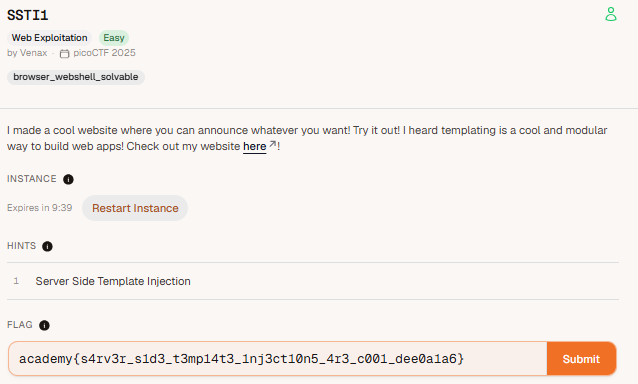 SSTI1
Web Exploitation Easy
by Venax · picoCTF 2025
browser_webshell_solvable
I made a cool website where you can announce whatever you want! Try it out! I heard templating is a cool and modular
way to build web apps! Check out my website here↗!
INSTANCE
Expires in 9:39 Restart Instance
HINTS
1 Server Side Template Injection
FLAG
academy{s4rv3r_s1d3_t3mp14t3_1nj3ct10n5_4r3_c001_dee0a1a6} Submit